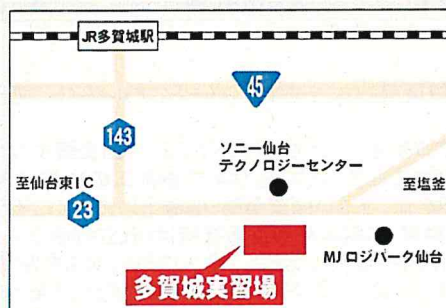 JR多賀城駅
45
143
ソニー仙台
テクノロジーセンター
至仙台東IC
至塩釜
23
MJロジパーク仙台
多賀城実習場